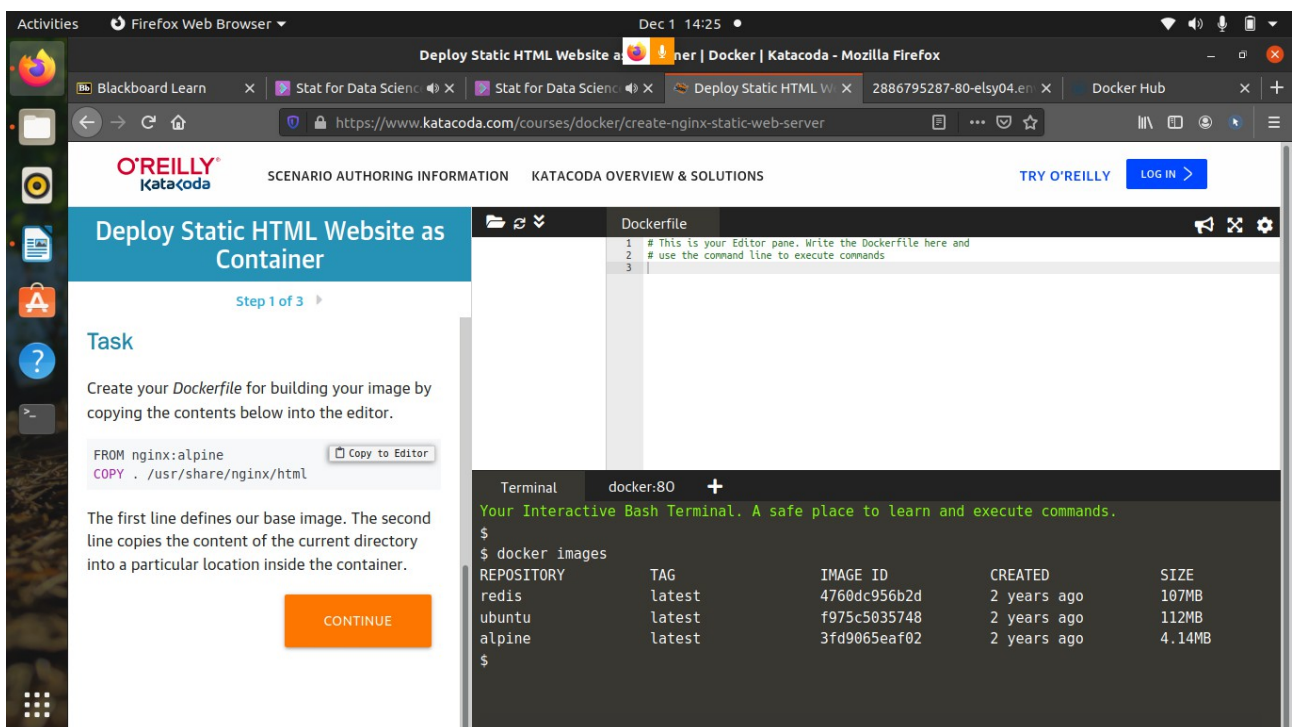 Activities Firefox Web Browser Dec 1 14:25
Deploy Static HTML Website a ner | Docker | Katacoda - Mozilla Firefox
Bb Blackboard Learn Stat for Data Scienc Stat for Data Scienc Deploy Static HTML W 2886795287-80-elsy04.en Docker Hub
https://www.katacoda.com/courses/docker/create-nginx-static-web-server
O'REILLY
Katacoda
SCENARIO AUTHORING INFORMATION KATACODA OVERVIEW & SOLUTIONS TRY O'REILLY LOG IN
Deploy Static HTML Website as
Container
Step 1 of 3
Task
Create your Dockerfile for building your image by
copying the contents below into the editor.
FROM nginx:alpine Copy to Editor
COPY . /usr/share/nginx/html
The first line defines our base image. The second
line copies the content of the current directory
into a particular location inside the container.
CONTINUE
Dockerfile
1 # This is your Editor pane. Write the Dockerfile here and
2 # use the command line to execute commands
3
Terminal docker:80 +
Your Interactive Bash Terminal. A safe place to learn and execute commands.
$
$ docker images
REPOSITORY TAG IMAGE ID CREATED SIZE
redis latest 4760dc956b2d 2 years ago 107MB
ubuntu latest f975c5035748 2 years ago 112MB
alpine latest 3fd9065eaf02 2 years ago 4.14MB
$